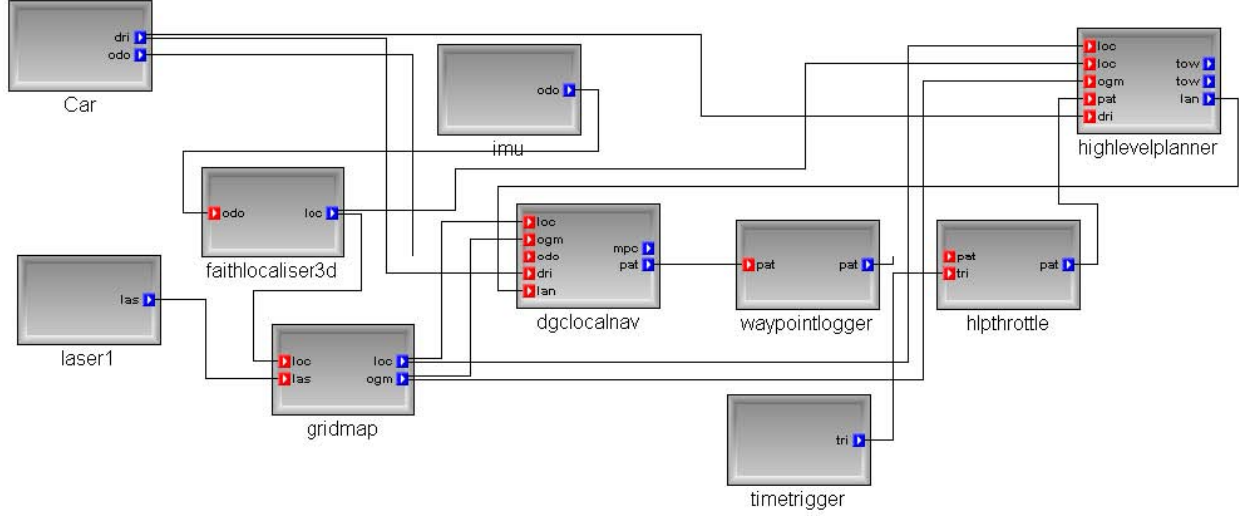 dri
odo
Car
odo
imu
loc
loc
ogm
pat
dri
tow
tow
lan
highlevelplanner
odo
loc
faithlocaliser3d
las
laser1
loc
ogm
odo
dri
lan
mpc
pat
dgclocalnav
pat
pat
waypointlogger
pat
tri
pat
hlpthrottle
loc
las
loc
ogm
gridmap
tri
timetrigger